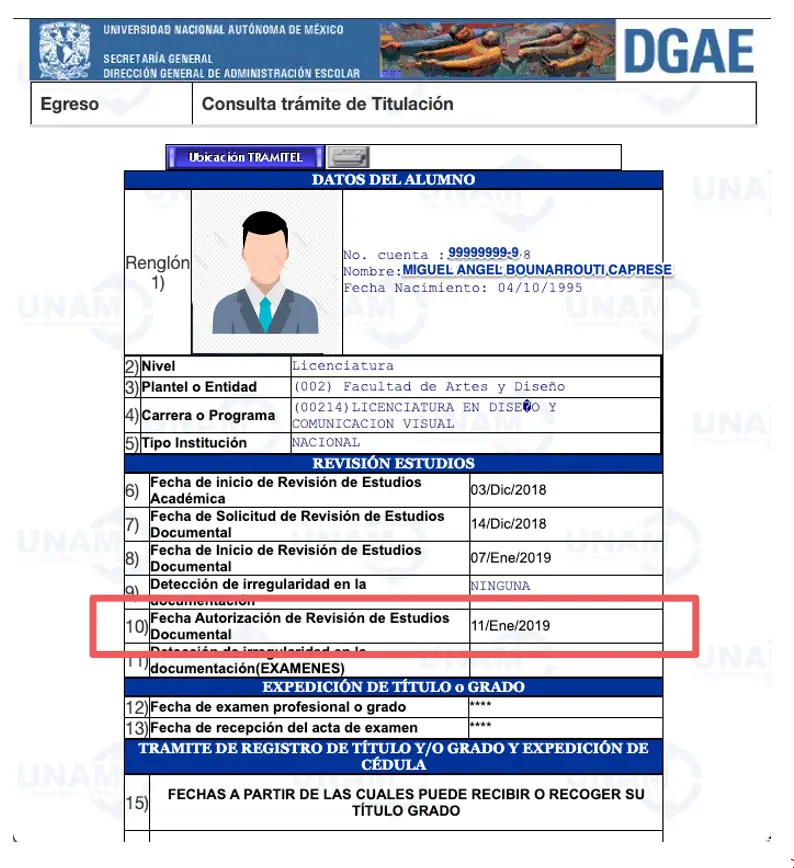 UNIVERSIDAD NACIONAL AUTÓNOMA DE MÉXICO
SECRETARÍA GENERAL
DIRECCIÓN GENERAL DE ADMINISTRACIÓN ESCOLAR
DGAE
Egreso Consulta trámite de Titulación
Ubicación TRAMITEL
DATOS DEL ALUMNO
Renglón 1)
No. cuenta : 99999999-9 8
Nombre: MIGUEL ANGEL BOUNARROUTI CAPRESE
Fecha Nacimiento: 04/10/1995
2) Nivel Licenciatura
3) Plantel o Entidad (002) Facultad de Artes y Diseño
4) Carrera o Programa (00214)LICENCIATURA EN DISE�O Y
COMUNICACION VISUAL
5) Tipo Institución NACIONAL
REVISIÓN ESTUDIOS
6) Fecha de inicio de Revisión de Estudios
Académica 03/Dic/2018
7) Fecha de Solicitud de Revisión de Estudios
Documental 14/Dic/2018
8) Fecha de Inicio de Revisión de Estudios
Documental 07/Ene/2019
9) Detección de irregularidad en la
documentación NINGUNA
10) Fecha Autorización de Revisión de Estudios
Documental 11/Ene/2019
11) Detección de irregularidad en la
documentación(EXAMENES)
EXPEDICIÓN DE TÍTULO o GRADO
12) Fecha de examen profesional o grado ****
13) Fecha de recepción del acta de examen ****
TRAMITE DE REGISTRO DE TÍTULO Y/O GRADO Y EXPEDICIÓN DE
CÉDULA
15) FECHAS A PARTIR DE LAS CUALES PUEDE RECIBIR O RECOGER SU
TÍTULO GRADO
UNAM